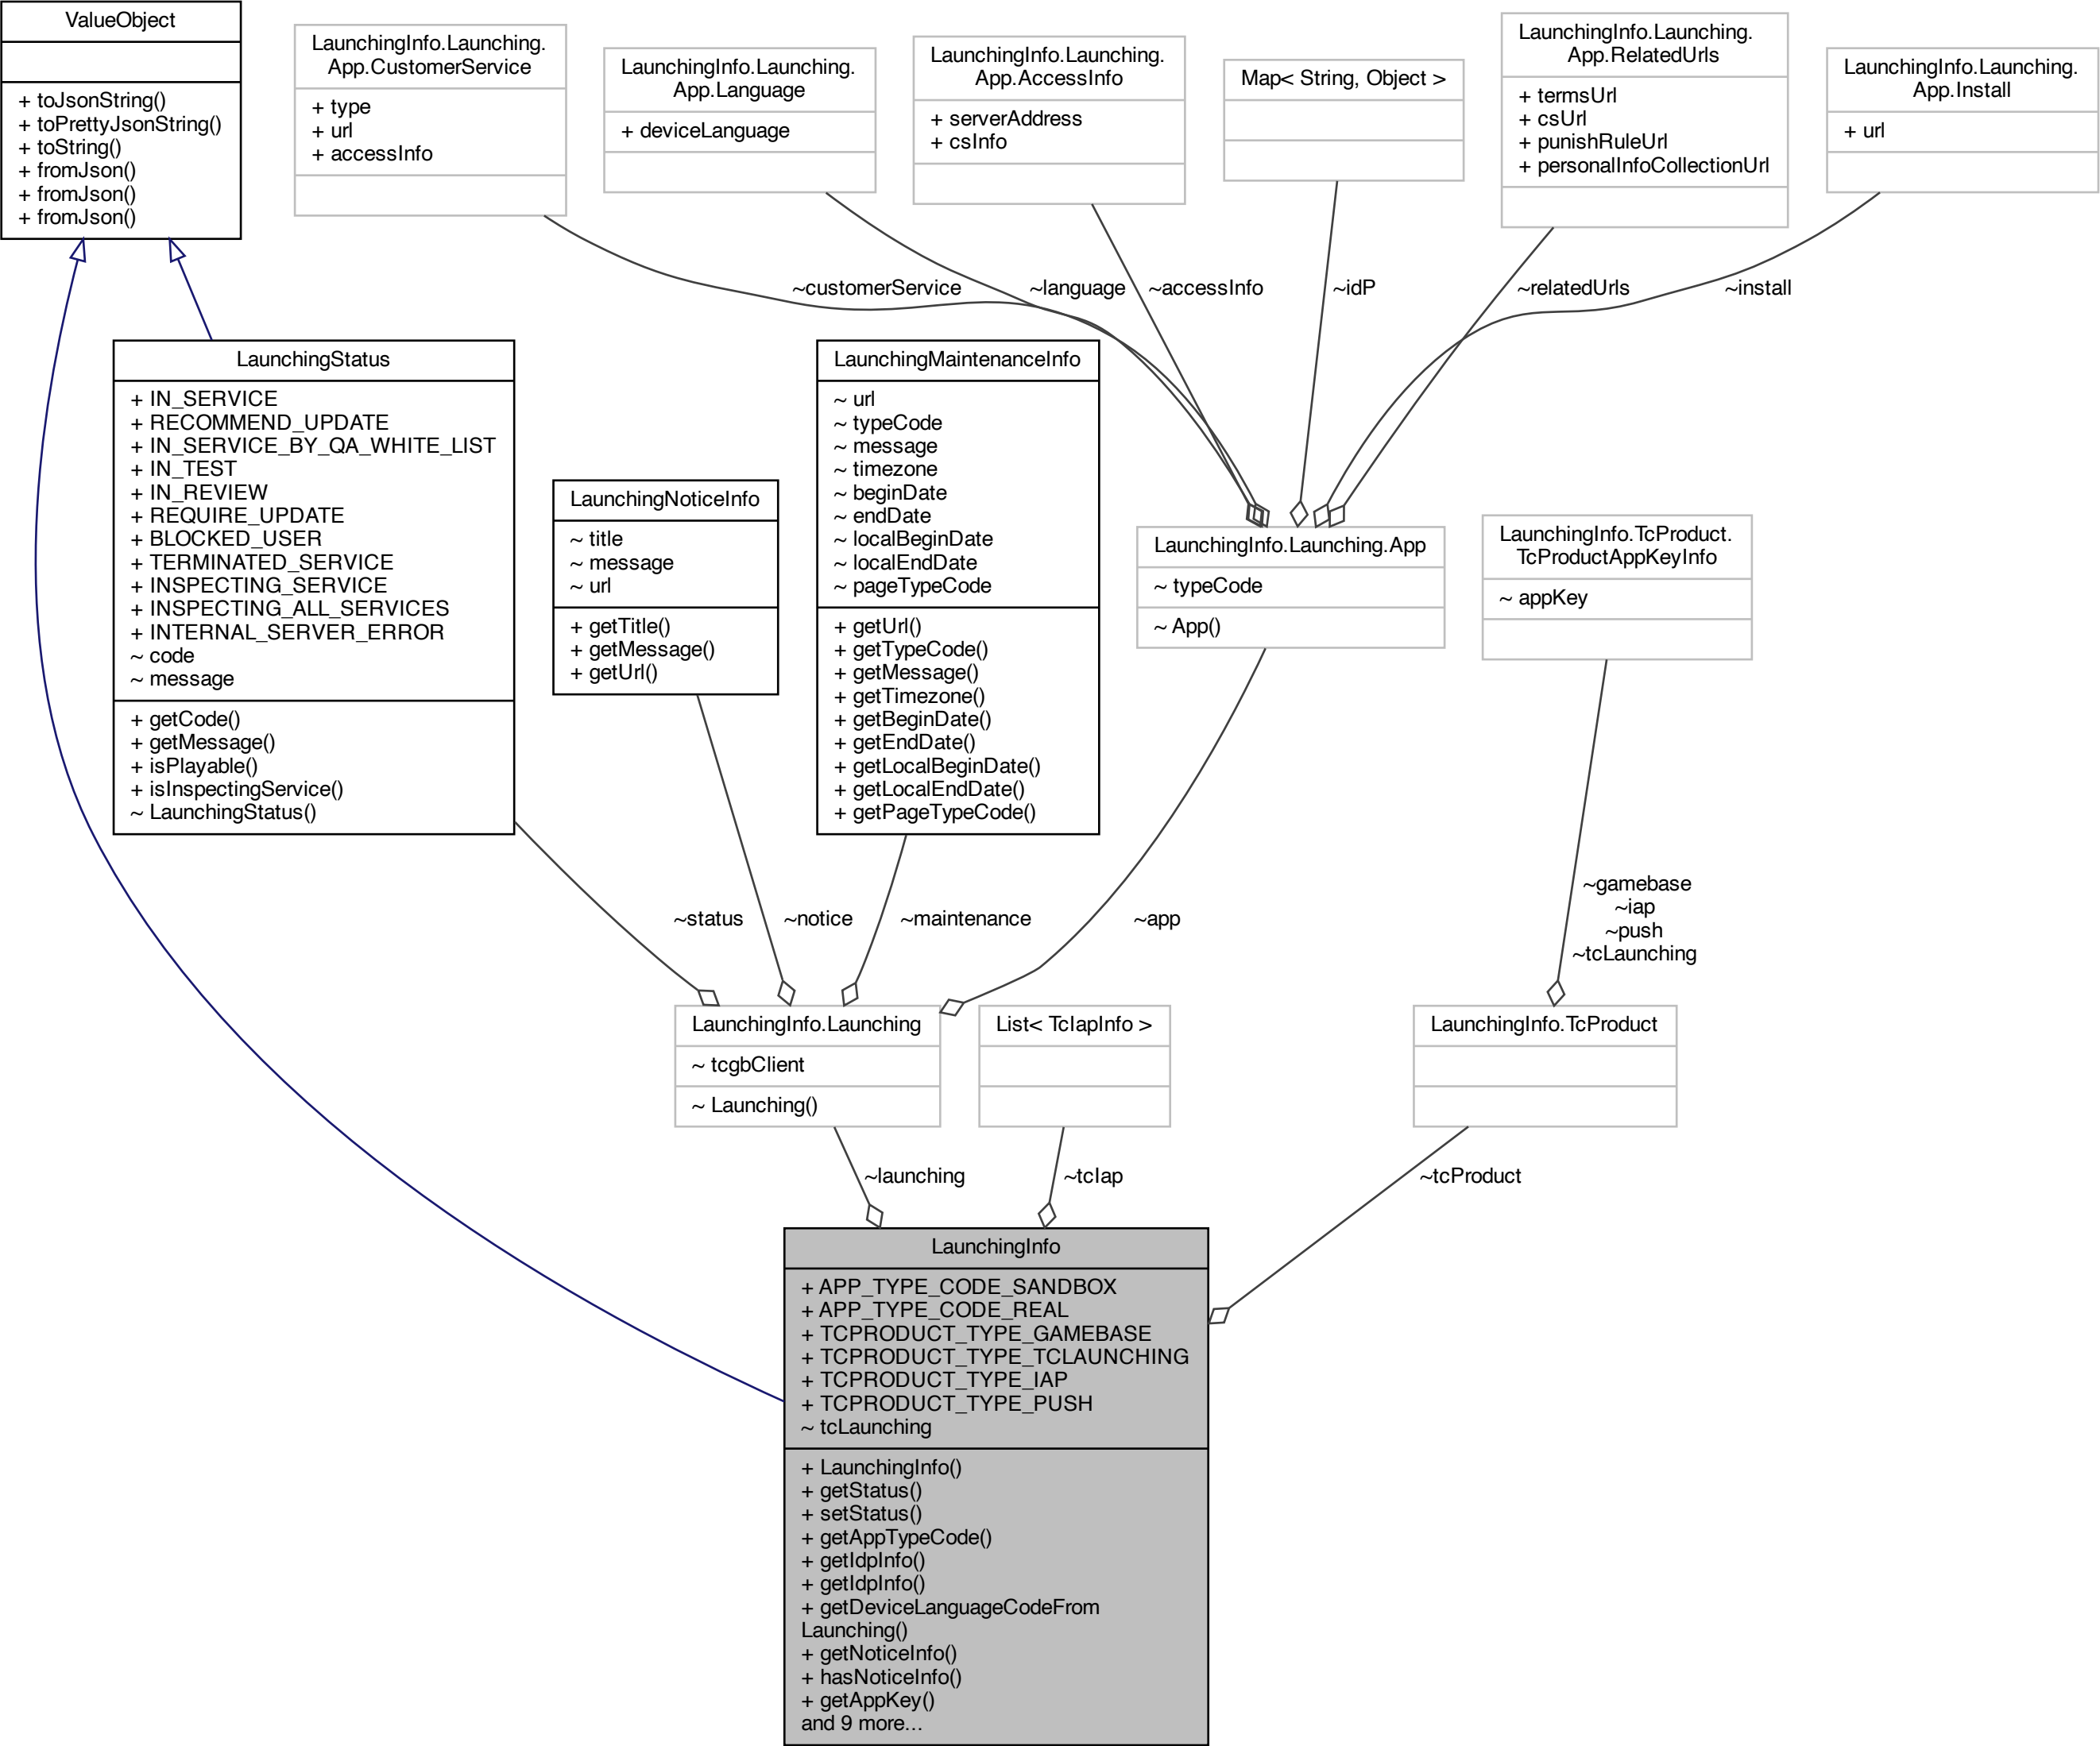 ValueObject
+ toJsonString()
+ toPrettyJsonString()
+ toString()
+ fromJson()
+ fromJson()
+ fromJson()
LaunchingInfo.Launching.
App.CustomerService
+ type
+ url
+ accessInfo
LaunchingInfo.Launching.
App.Language
+ deviceLanguage
LaunchingInfo.Launching.
App.AccessInfo
+ serverAddress
+ csInfo
Map< String, Object >
LaunchingInfo.Launching.
App.RelatedUrls
+ termsUrl
+ csUrl
+ punishRuleUrl
+ personalInfoCollectionUrl
LaunchingInfo.Launching.
App.Install
+ url
~customerService
~language
~accessInfo
~idP
~relatedUrls
~install
LaunchingStatus
+ IN_SERVICE
+ RECOMMEND_UPDATE
+ IN_SERVICE_BY_QA_WHITE_LIST
+ IN_TEST
+ IN_REVIEW
+ REQUIRE_UPDATE
+ BLOCKED_USER
+ TERMINATED_SERVICE
+ INSPECTING_SERVICE
+ INSPECTING_ALL_SERVICES
+ INTERNAL_SERVER_ERROR
~ code
~ message
+ getCode()
+ getMessage()
+ isPlayable()
+ isInspectingService()
~ LaunchingStatus()
LaunchingNoticeInfo
~ title
~ message
~ url
+ getTitle()
+ getMessage()
+ getUrl()
LaunchingMaintenanceInfo
~ url
~ typeCode
~ message
~ timezone
~ beginDate
~ endDate
~ localBeginDate
~ localEndDate
~ pageTypeCode
+ getUrl()
+ getTypeCode()
+ getMessage()
+ getTimezone()
+ getBeginDate()
+ getEndDate()
+ getLocalBeginDate()
+ getLocalEndDate()
+ getPageTypeCode()
LaunchingInfo.Launching.App
~ typeCode
~ App()
LaunchingInfo.TcProduct.
TcProductAppKeyInfo
~ appKey
~status
~notice
~maintenance
~app
~gamebase
~iap
~push
~tcLaunching
LaunchingInfo.Launching
~ tcgbClient
~ Launching()
List< TcIapInfo >
LaunchingInfo.TcProduct
~launching
~tcIap
~tcProduct
LaunchingInfo
+ APP_TYPE_CODE_SANDBOX
+ APP_TYPE_CODE_REAL
+ TCPRODUCT_TYPE_GAMEBASE
+ TCPRODUCT_TYPE_TCLAUNCHING
+ TCPRODUCT_TYPE_IAP
+ TCPRODUCT_TYPE_PUSH
~ tcLaunching
+ LaunchingInfo()
+ getStatus()
+ setStatus()
+ getAppTypeCode()
+ getIdpInfo()
+ getIdpInfo()
+ getDeviceLanguageCodeFrom
Launching()
+ getNoticeInfo()
+ hasNoticeInfo()
+ getAppKey()
and 9 more...